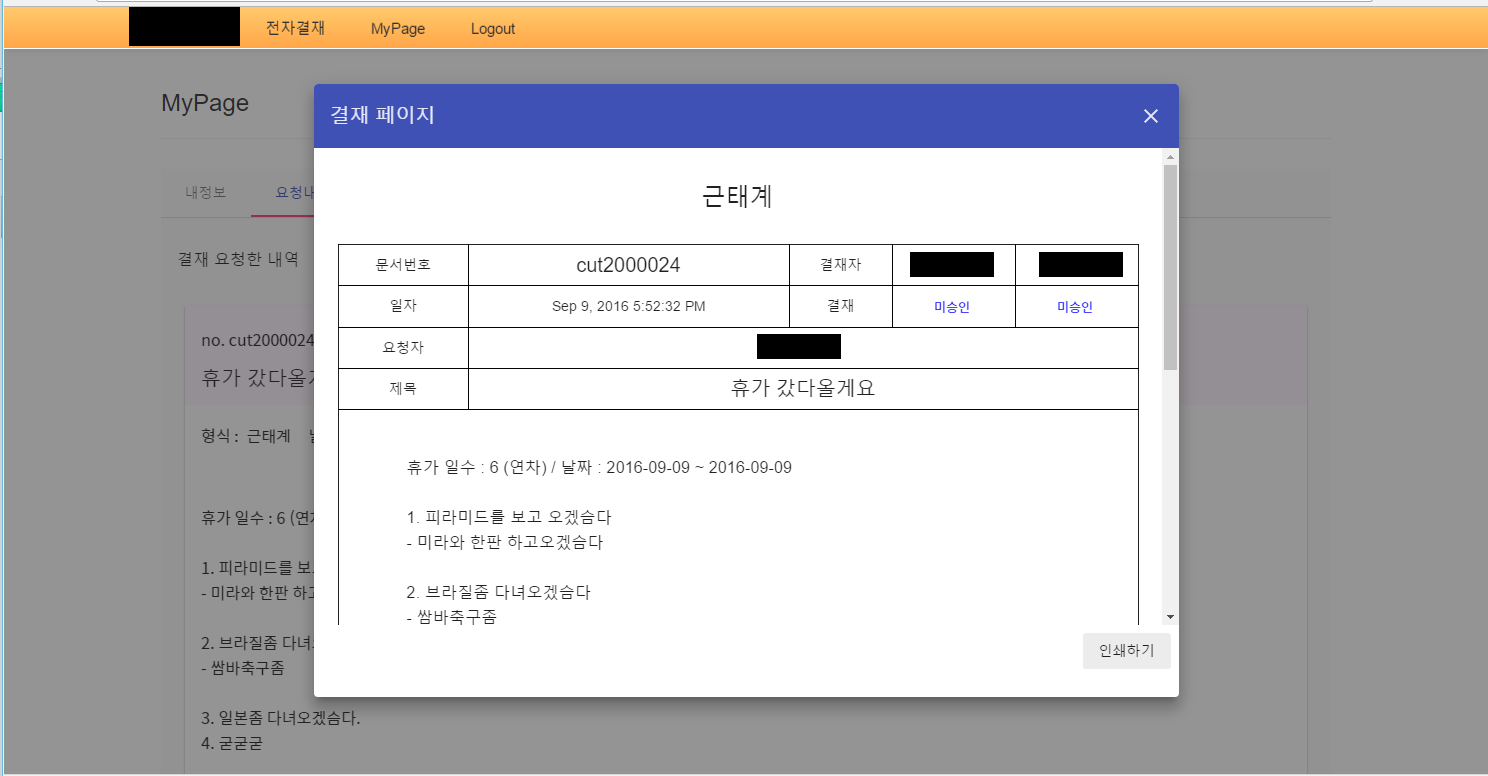 전자결재 MyPage Logout
MyPage
내정보 요청내
결재 요청한 내역
no. cut2000024
휴가 갔다올
형식 : 근태계
휴가 일수 : 6 (연
1. 피라미드를 보
- 미라와 한판 하
2. 브라질좀 다녀
- 쌈바축구좀
3. 일본좀 다녀오겠슴다.
4. 굳굳굳
결재 페이지
근태계
문서번호 cut2000024 결재자
일자 Sep 9, 2016 5:52:32 PM 결재 미승인 미승인
요청자
제목 휴가 갔다올게요
휴가 일수 : 6 (연차) / 날짜 : 2016-09-09 ~ 2016-09-09
1. 피라미드를 보고 오겠슴다
- 미라와 한판 하고오겠슴다
2. 브라질좀 다녀오겠슴다
- 쌈바축구좀
인쇄하기